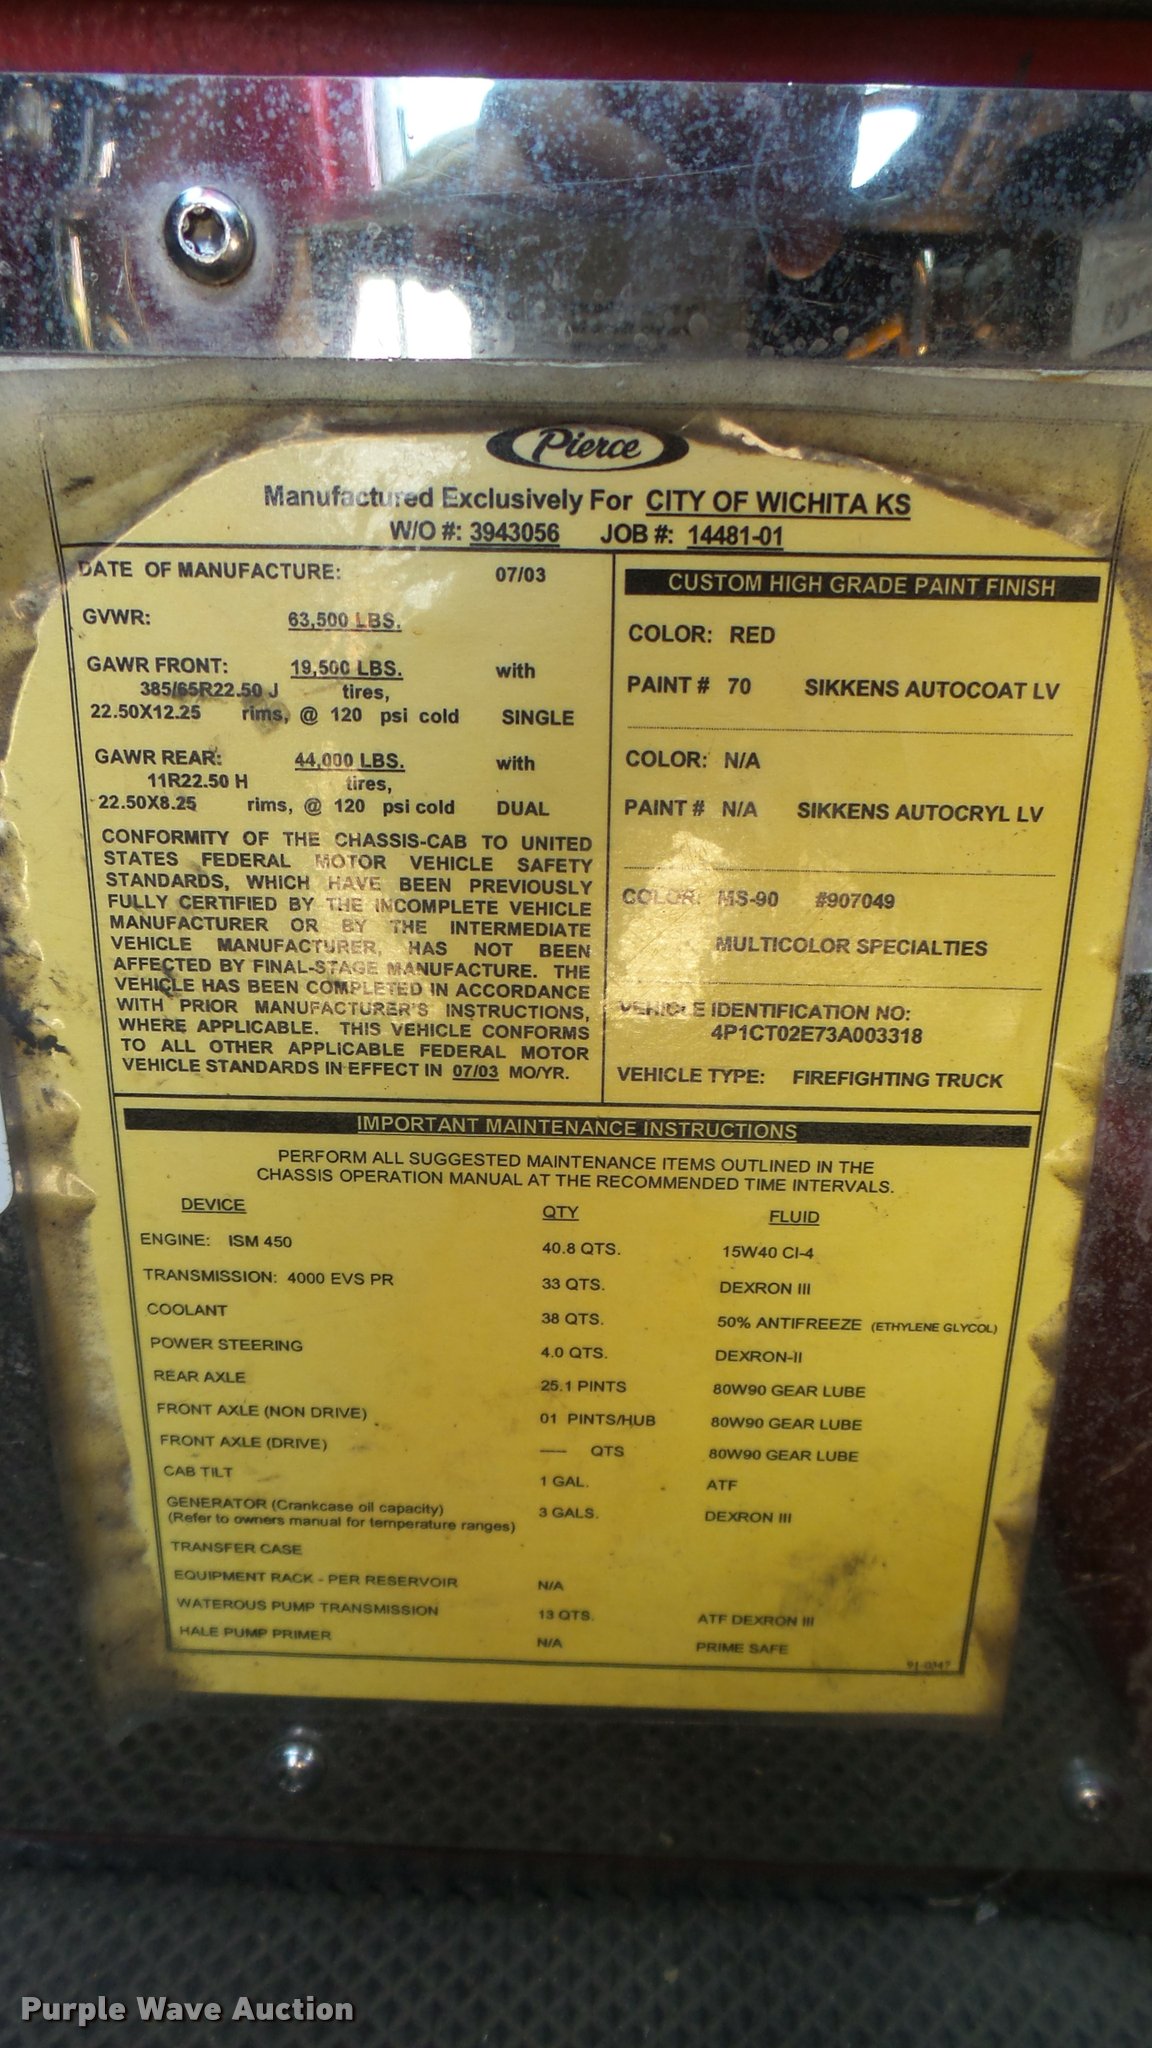 Pierce
Manufactured Exclusively For CITY OF WICHITA KS
W/O #: 3943056 JOB #: 14481-01
DATE OF MANUFACTURE: 07/03
GVWR: 63,500 LBS.
GAWR FRONT: 19,500 LBS. with
385/65R22.50 J tires,
22.50X12.25 rims, @ 120 psi cold SINGLE
GAWR REAR: 44,000 LBS. with
11R22.50 H tires,
22.50X8.25 rims, @ 120 psi cold DUAL
CONFORMITY OF THE CHASSIS-CAB TO UNITED
STATES FEDERAL MOTOR VEHICLE SAFETY
STANDARDS, WHICH HAVE BEEN PREVIOUSLY
FULLY CERTIFIED BY THE INCOMPLETE VEHICLE
MANUFACTURER OR BY THE INTERMEDIATE
VEHICLE MANUFACTURER, HAS NOT BEEN
AFFECTED BY FINAL-STAGE MANUFACTURE. THE
VEHICLE HAS BEEN COMPLETED IN ACCORDANCE
WITH PRIOR MANUFACTURER'S INSTRUCTIONS,
WHERE APPLICABLE. THIS VEHICLE CONFORMS
TO ALL OTHER APPLICABLE FEDERAL MOTOR
VEHICLE STANDARDS IN EFFECT IN 07/03 MO/YR.
CUSTOM HIGH GRADE PAINT FINISH
COLOR: RED
PAINT # 70 SIKKENS AUTOCOAT LV
COLOR: N/A
PAINT # N/A SIKKENS AUTOCRYL LV
COLOR: MS-90 #907049
MULTICOLOR SPECIALTIES
VEHICLE IDENTIFICATION NO:
4P1CT02E73A003318
VEHICLE TYPE: FIREFIGHTING TRUCK
IMPORTANT MAINTENANCE INSTRUCTIONS
PERFORM ALL SUGGESTED MAINTENANCE ITEMS OUTLINED IN THE
CHASSIS OPERATION MANUAL AT THE RECOMMENDED TIME INTERVALS.
DEVICE QTY FLUID
ENGINE: ISM 450 40.8 QTS. 15W40 CI-4
TRANSMISSION: 4000 EVS PR 33 QTS. DEXRON III
COOLANT 38 QTS. 50% ANTIFREEZE (ETHYLENE GLYCOL)
POWER STEERING 4.0 QTS. DEXRON-II
REAR AXLE 25.1 PINTS 80W90 GEAR LUBE
FRONT AXLE (NON DRIVE) 01 PINTS/HUB 80W90 GEAR LUBE
FRONT AXLE (DRIVE) ---- QTS 80W90 GEAR LUBE
CAB TILT 1 GAL. ATF
GENERATOR (Crankcase oil capacity) 3 GALS. DEXRON III
(Refer to owners manual for temperature ranges)
TRANSFER CASE
EQUIPMENT RACK - PER RESERVOIR N/A
WATEROUS PUMP TRANSMISSION 13 QTS. ATF DEXRON III
HALE PUMP PRIMER N/A PRIME SAFE
Purple Wave Auction